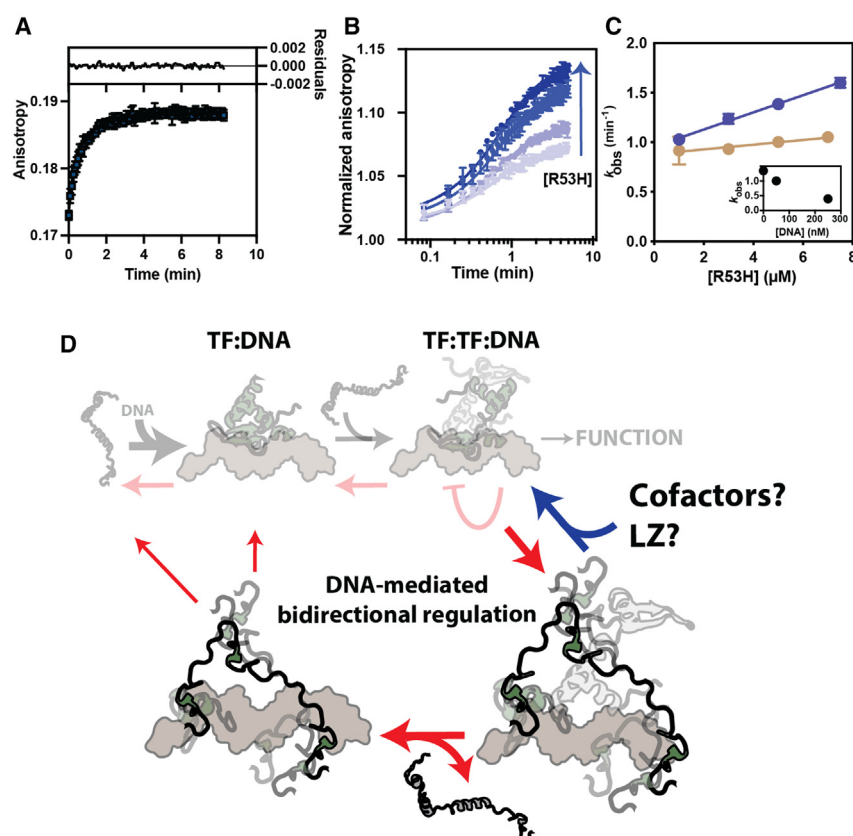 A
0.002
0.000
-0.002
Residuals
0.19
0.18
0.17
Anisotropy
0 2 4 6 8 10
Time (min)
B
1.15
1.10
1.05
1.00
Normalized anisotropy
[R53H]
0.1 1 10
Time (min)
C
2.0
1.5
1.0
0.5
0.0
kobs (min-1)
0 2 4 6 8
[R53H] (µM)
kobs
1.0
0.5
0.0
0 100 200 300
[DNA] (nM)
D
TF:DNA
TF:TF:DNA
DNA
FUNCTION
Cofactors?
LZ?
DNA-mediated
bidirectional regulation